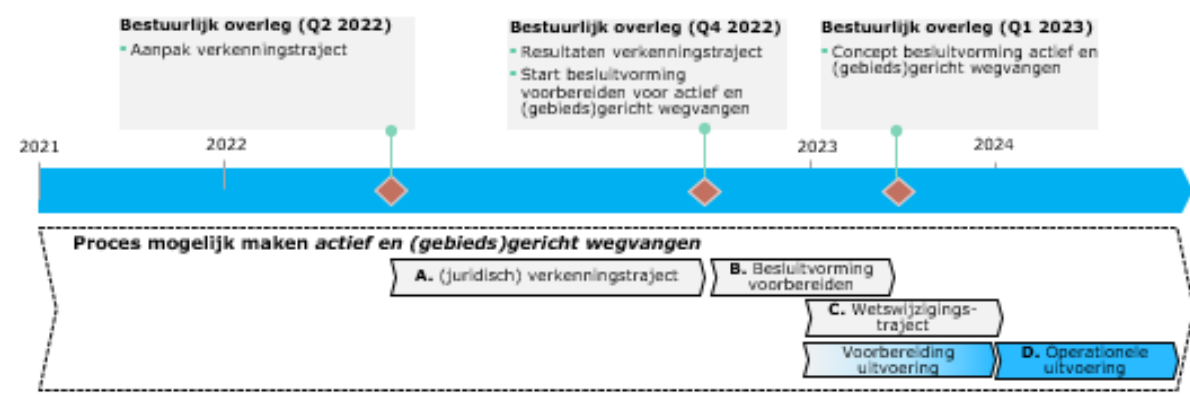 Bestuurlijk overleg (Q2 2022)
Aanpak verkenningstraject
Bestuurlijk overleg (Q4 2022)
Resultaten verkenningstraject
Start besluitvorming
voorbereiden voor actief en
(gebieds)gericht wegvangen
Bestuurlijk overleg (Q1 2023)
Concept besluitvorming actief en
(gebieds)gericht wegvangen
2021
2022
2023
2024
Proces mogelijk maken actief en (gebieds)gericht wegvangen
A. (juridisch) verkenningstraject
B. Besluitvorming
voorbereiden
C. Wetswijzigings-
traject
Voorbereiding
uitvoering
D. Operationele
uitvoering